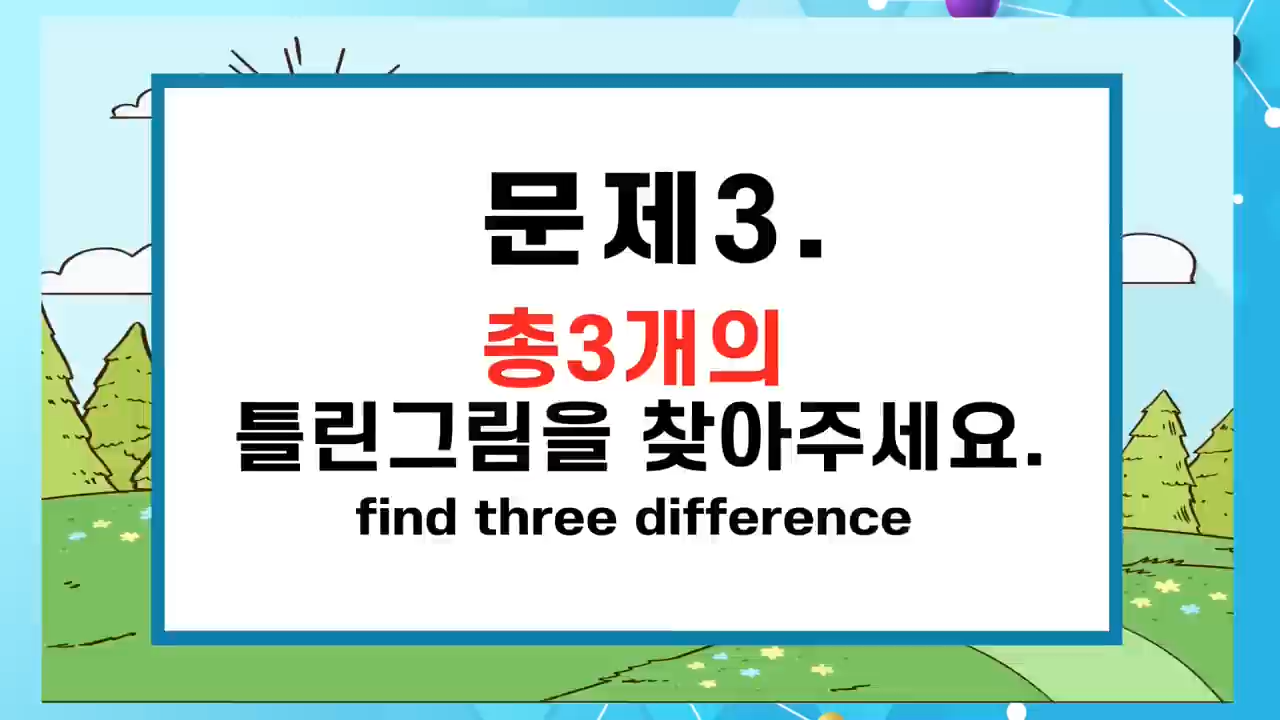 문제3.
총3개의
틀린그림을 찾아주세요.
find three difference